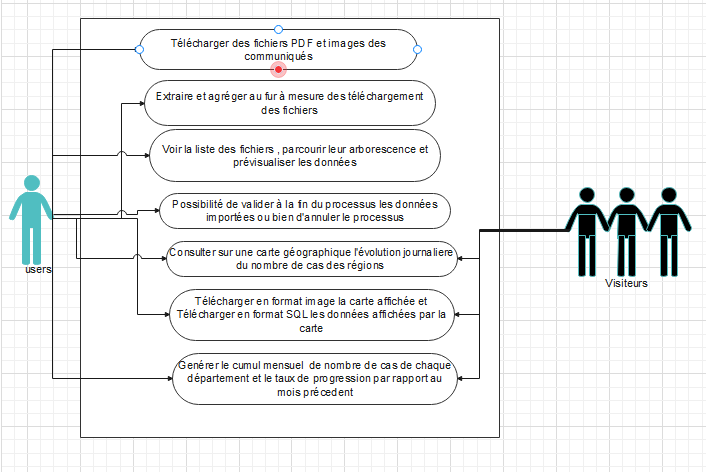 Télécharger des fichiers PDF et images des
communiqués
Extraire et agréger au fur à mesure des téléchargement
des fichiers
Voir la liste des fichiers , parcourir leur arborescence et
prévisualiser les données
Possibilité de valider à la fin du processus les données
importées ou bien d'annuler le processus
Consulter sur une carte géographique l'évolution journaliere
du nombre de cas des régions
Télécharger en format image la carte affichée et
Télécharger en format SQL les données affichées par la
carte
Genérer le cumul mensuel de nombre de cas de chaque
département et le taux de progression par rapport au
mois précedent
users
Visiteurs